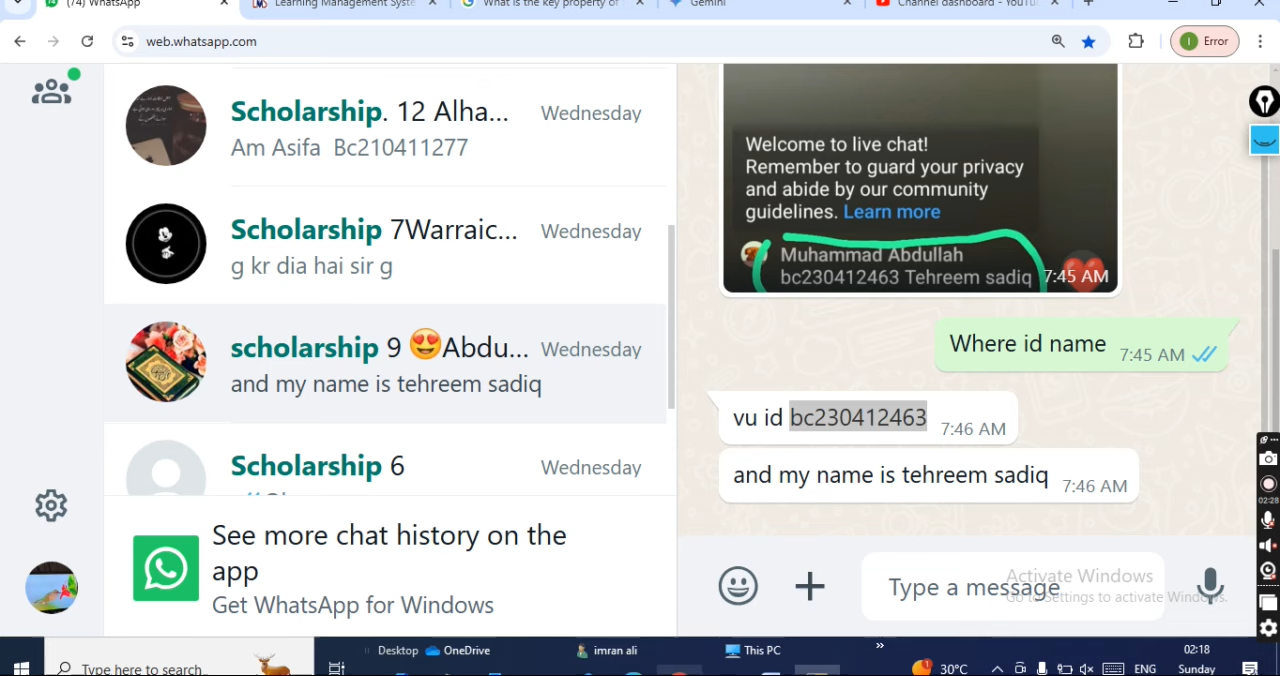 (74) WhatsApp
Learning Management Syste
What is the key property of
Gemini
Channel dashboard - YouTu
web.whatsapp.com
Error
Scholarship. 12 Alha... Wednesday
Am Asifa Bc210411277
Scholarship 7Warraic... Wednesday
g kr dia hai sir g
scholarship 9 😍Abdu... Wednesday
and my name is tehreem sadiq
Scholarship 6 Wednesday
See more chat history on the
app
Get WhatsApp for Windows
Welcome to live chat!
Remember to guard your privacy
and abide by our community
guidelines. Learn more
Muhammad Abdullah
bc230412463 Tehreem sadiq
7:45 AM
Where id name 7:45 AM
vu id bc230412463 7:46 AM
and my name is tehreem sadiq 7:46 AM
Type a message
Activate Windows
Go to Settings to activate Windows.
02:28
Type here to search
Desktop
OneDrive
imran ali
This PC
1
30°C
ENG
02:18
Sunday